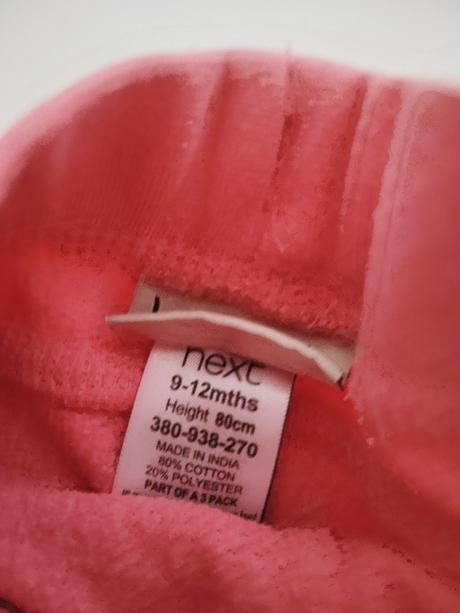 next
9-12mths
Height 80cm
380-938-270
MADE IN INDIA
80% COTTON
20% POLYESTER
PART OF A 3 PACK